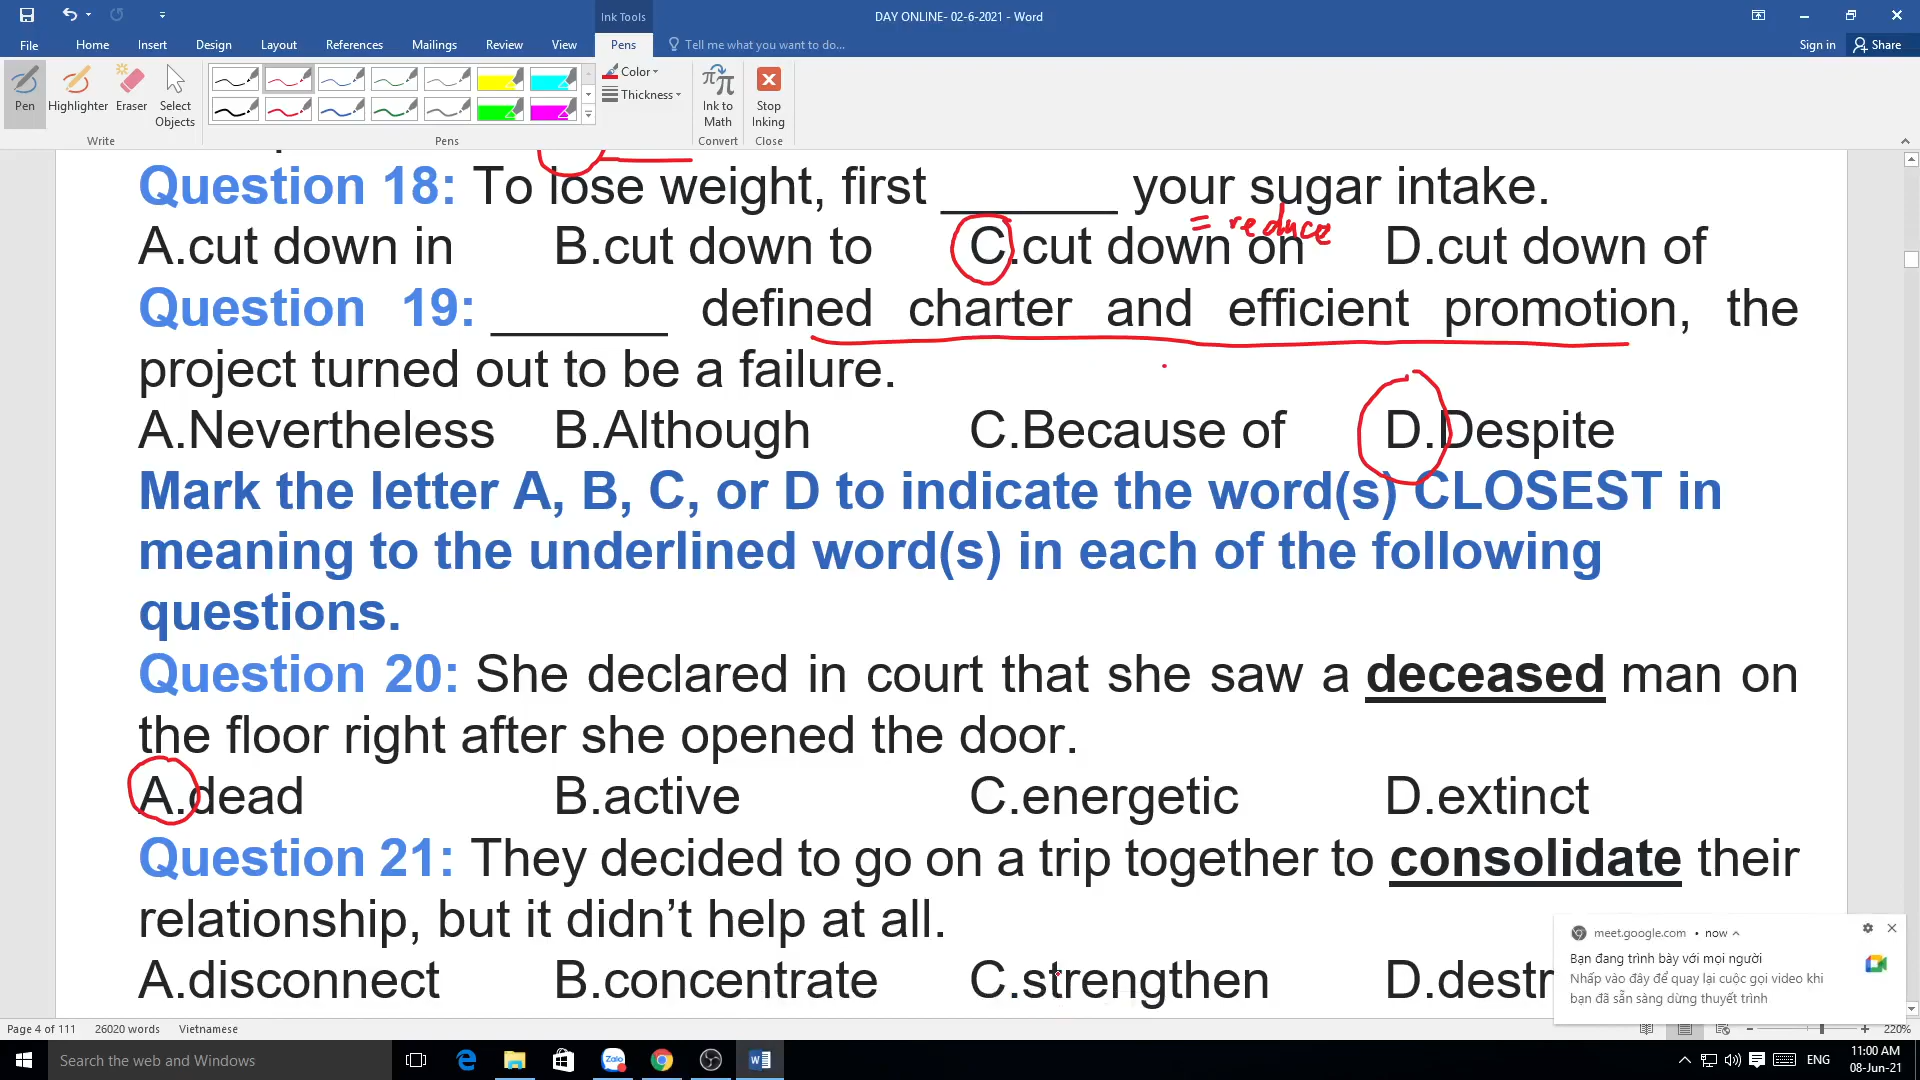 Ink Tools
DAY ONLINE- 02-6-2021 - Word
File Home Insert Design Layout References Mailings Review View Pens Tell me what you want to do... Sign in Share
Pen Highlighter Eraser Select Objects Color Thickness Ink to Math Stop Inking
Write Pens Convert Close
Question 18: To lose weight, first _______ your sugar intake.
= reduce
A.cut down in B.cut down to C.cut down on D.cut down of
Question 19: _______ defined charter and efficient promotion, the
project turned out to be a failure.
A.Nevertheless B.Although C.Because of D.Despite
Mark the letter A, B, C, or D to indicate the word(s) CLOSEST in
meaning to the underlined word(s) in each of the following
questions.
Question 20: She declared in court that she saw a deceased man on
the floor right after she opened the door.
A.dead B.active C.energetic D.extinct
Question 21: They decided to go on a trip together to consolidate their
relationship, but it didn’t help at all.
A.disconnect B.concentrate C.strengthen D.destr
meet.google.com • now
Bạn đang trình bày với mọi người
Nhấp vào đây để quay lại cuộc gọi video khi
bạn đã sẵn sàng dừng thuyết trình
Page 4 of 111 26020 words Vietnamese 220%
Search the web and Windows Zalo ENG 11:00 AM
08-Jun-21